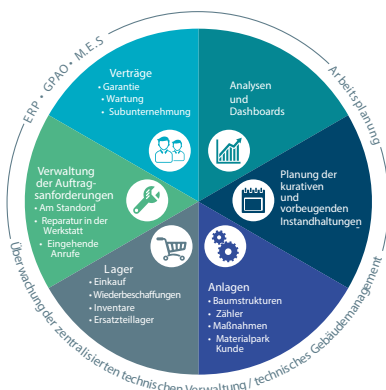 ERP • GPAO • M.E.S
Arbeitsplanung
Verträge
• Garantie
• Wartung
• Subunternehmung
Analysen
und
Dashboards
Verwaltung
der Auftrag-
sanforderungen
• Am Standord
• Reparatur in der
Werkstatt
• Eingehende
Anrufe
Planung der
kurativen
und
vorbeugenden
Instandhaltungen
Lager
• Einkauf
• Wiederbeschaffungen
• Inventare
• Ersatzteillager
Anlagen
• Baumstrukturen
• Zähler
• Maßnahmen
• Materialpark
Kunde
Überwachung der zentralisierten technischen Verwaltung / technisches Gebäudemanagement